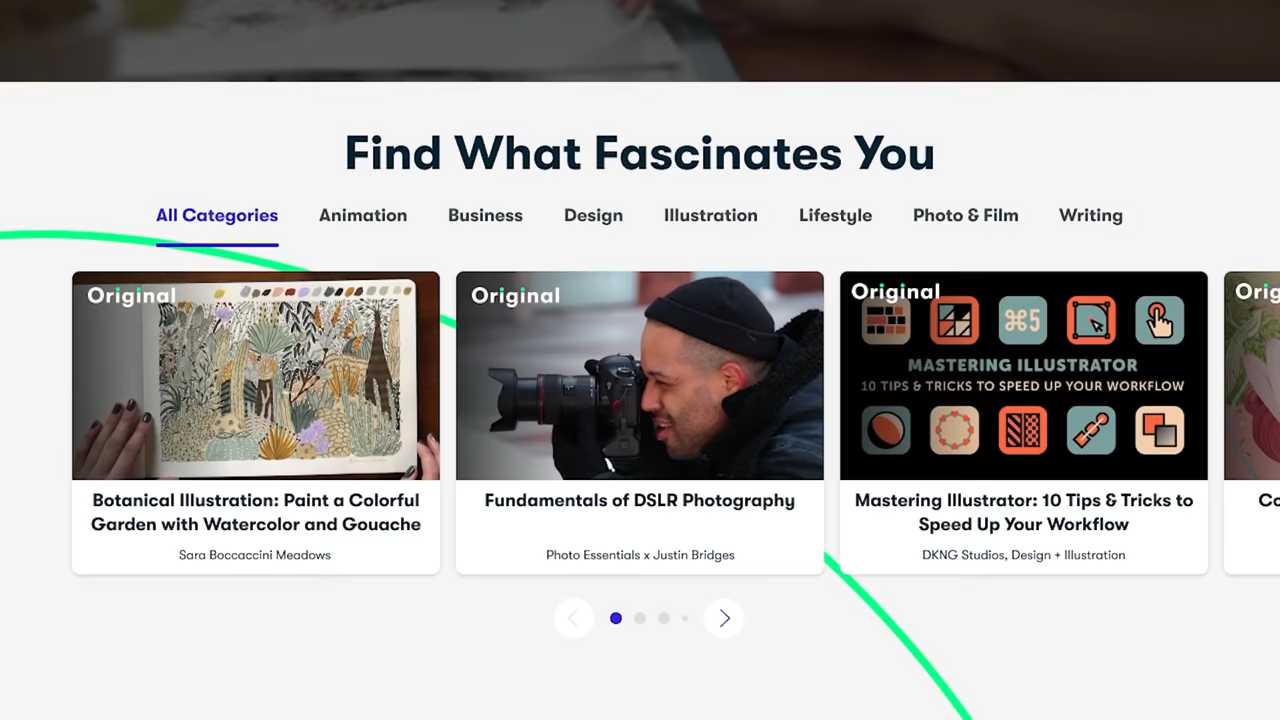 Find What Fascinates You
All Categories Animation Business Design Illustration Lifestyle Photo & Film Writing
Original
Original
Original
⌘5
MASTERING ILLUSTRATOR
10 TIPS & TRICKS TO SPEED UP YOUR WORKFLOW
Botanical Illustration: Paint a Colorful
Garden with Watercolor and Gouache
Sara Boccaccini Meadows
Fundamentals of DSLR Photography
Photo Essentials x Justin Bridges
Mastering Illustrator: 10 Tips & Tricks to
Speed Up Your Workflow
DKNG Studios, Design + Illustration